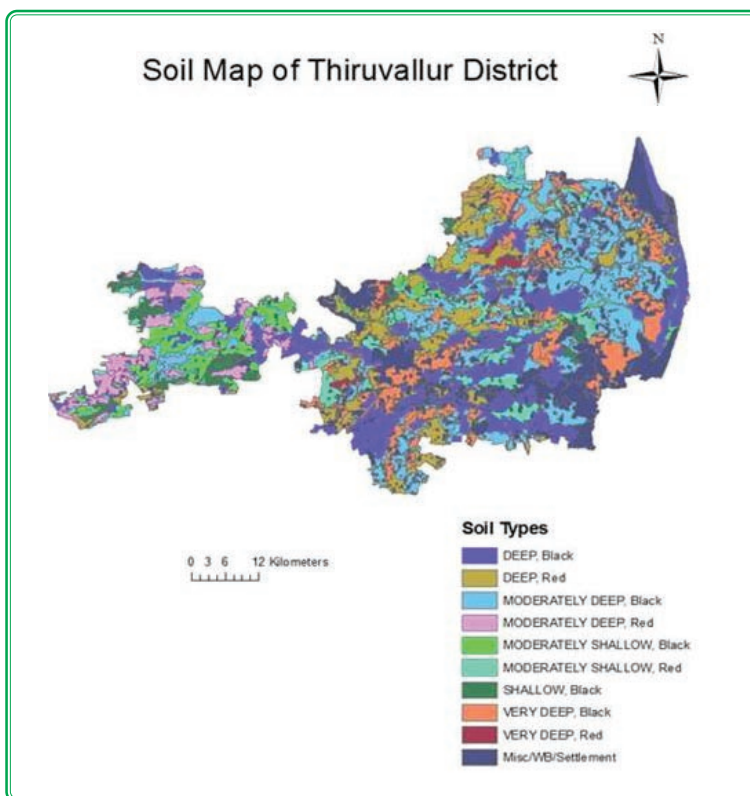 N
Soil Map of Thiruvallur District
0 3 6 12 Kilometers
Soil Types
DEEP, Black
DEEP, Red
MODERATELY DEEP, Black
MODERATELY DEEP, Red
MODERATELY SHALLOW, Black
MODERATELY SHALLOW, Red
SHALLOW, Black
VERY DEEP, Black
VERY DEEP, Red
Misc/WB/Settlement